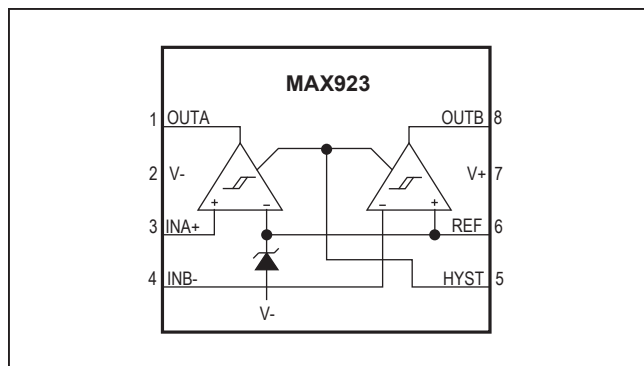 MAX923
1 OUTA
OUTB 8
2 V-
V+ 7
+ −
− +
3 INA+
REF 6
4 INB-
HYST 5
V-